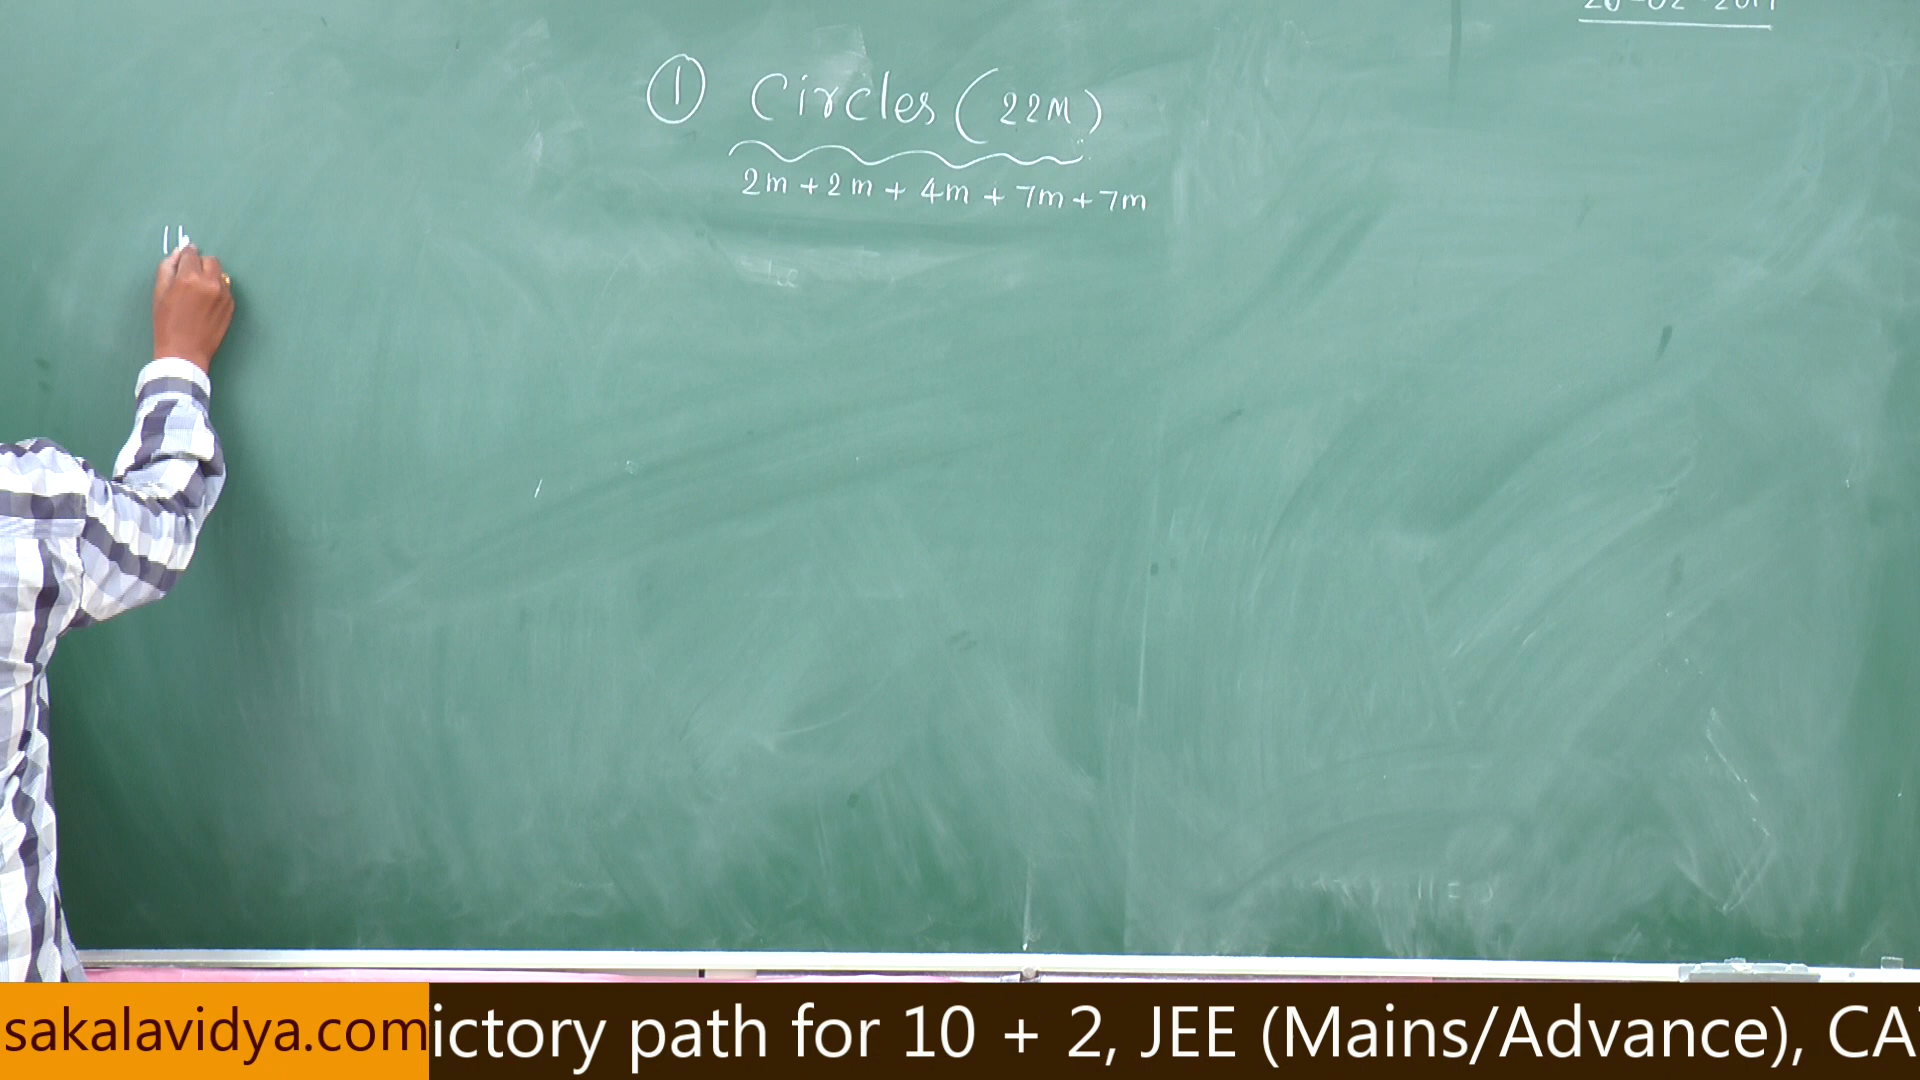 ① Circles (22M)
2m + 2m + 4m + 7m + 7m
sakalavidya.com
ictory path for 10 + 2, JEE (Mains/Advance), CA